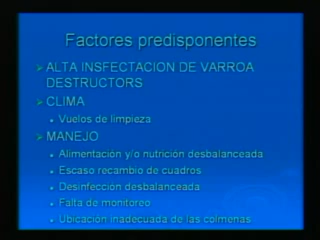 Factores predisponentes
ALTA INSFECTACION DE VARROA
DESTRUCTORS
CLIMA
Vuelos de limpieza
MANEJO
Alimentación y/o nutrición desbalanceada
Escaso recambio de cuadros
Desinfección desbalanceada
Falta de monitoreo
Ubicación inadecuada de las colmenas